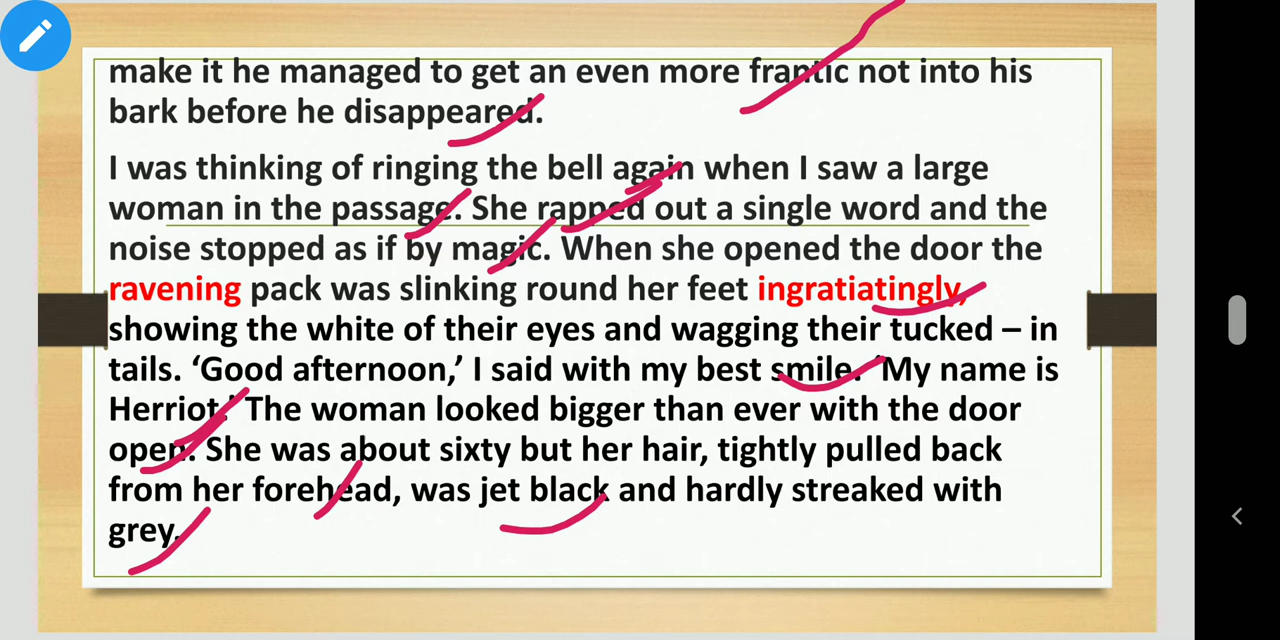 make it he managed to get an even more frantic not into his
bark before he disappeared.
I was thinking of ringing the bell again when I saw a large
woman in the passage. She rapped out a single word and the
noise stopped as if by magic. When she opened the door the
ravening pack was slinking round her feet ingratiatingly,
showing the white of their eyes and wagging their tucked – in
tails. ‘Good afternoon,’ I said with my best smile. ‘My name is
Herriot.’ The woman looked bigger than ever with the door
open. She was about sixty but her hair, tightly pulled back
from her forehead, was jet black and hardly streaked with
grey.